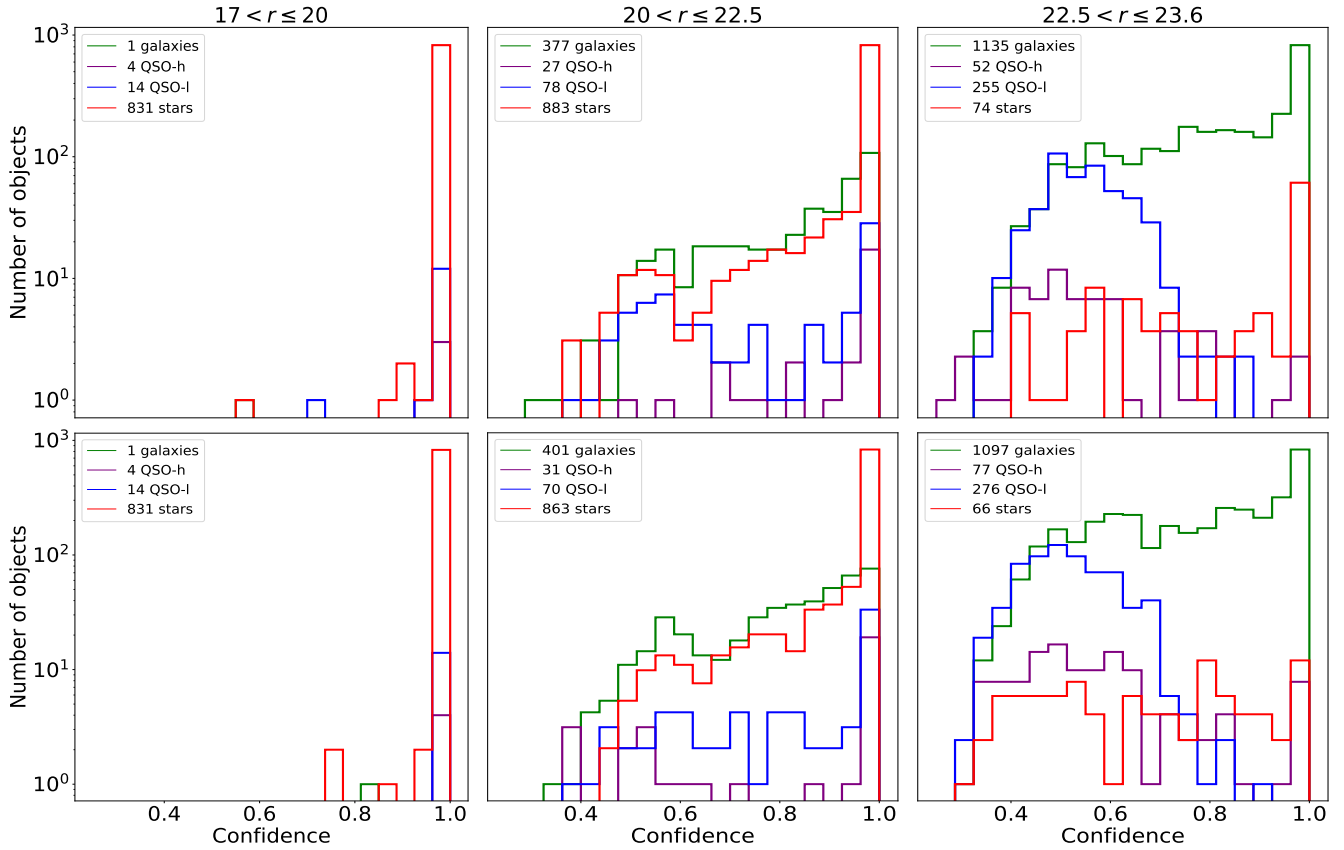 17 < r ≤ 20
20 < r ≤ 22.5
22.5 < r ≤ 23.6
Number of objects
10³
10²
10¹
10⁰
1 galaxies
4 QSO-h
14 QSO-l
831 stars
377 galaxies
27 QSO-h
78 QSO-l
883 stars
1135 galaxies
52 QSO-h
255 QSO-l
74 stars
Number of objects
10³
10²
10¹
10⁰
1 galaxies
4 QSO-h
14 QSO-l
831 stars
401 galaxies
31 QSO-h
70 QSO-l
863 stars
1097 galaxies
77 QSO-h
276 QSO-l
66 stars
0.4 0.6 0.8 1.0
0.4 0.6 0.8 1.0
0.4 0.6 0.8 1.0
Confidence
Confidence
Confidence